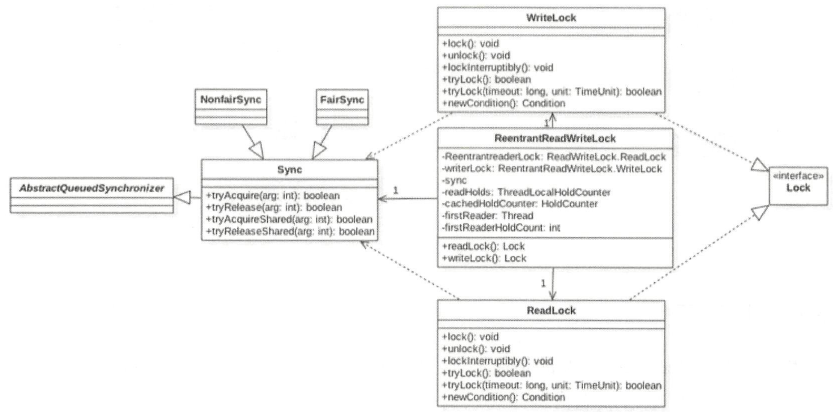 WriteLock
+lock(): void
+unlock(): void
+lockInterruptibly(): void
+tryLock(): boolean
+tryLock(timeout: long, unit: TimeUnit): boolean
+newCondition(): Condition
NonfairSync
FairSync
1
ReentrantReadWriteLock
-ReentrantreaderLock: ReadWriteLock.ReadLock
-writerLock: ReentrantReadWriteLock.WriteLock
-sync
-readHolds: ThreadLocalHoldCounter
-cachedHoldCounter: HoldCounter
-firstReader: Thread
-firstReaderHoldCount: int
+readLock(): Lock
+writeLock(): Lock
Sync
+tryAcquire(arg: int): boolean
+tryRelease(arg: int): boolean
+tryAcquireShared(arg: int): boolean
+tryReleaseShared(arg: int): boolean
1
AbstractQueuedSynchronizer
«interface»
Lock
1
ReadLock
+lock(): void
+unlock(): void
+lockInterruptibly(): void
+tryLock(): boolean
+tryLock(timeout: long, unit: TimeUnit): boolean
+newCondition(): Condition